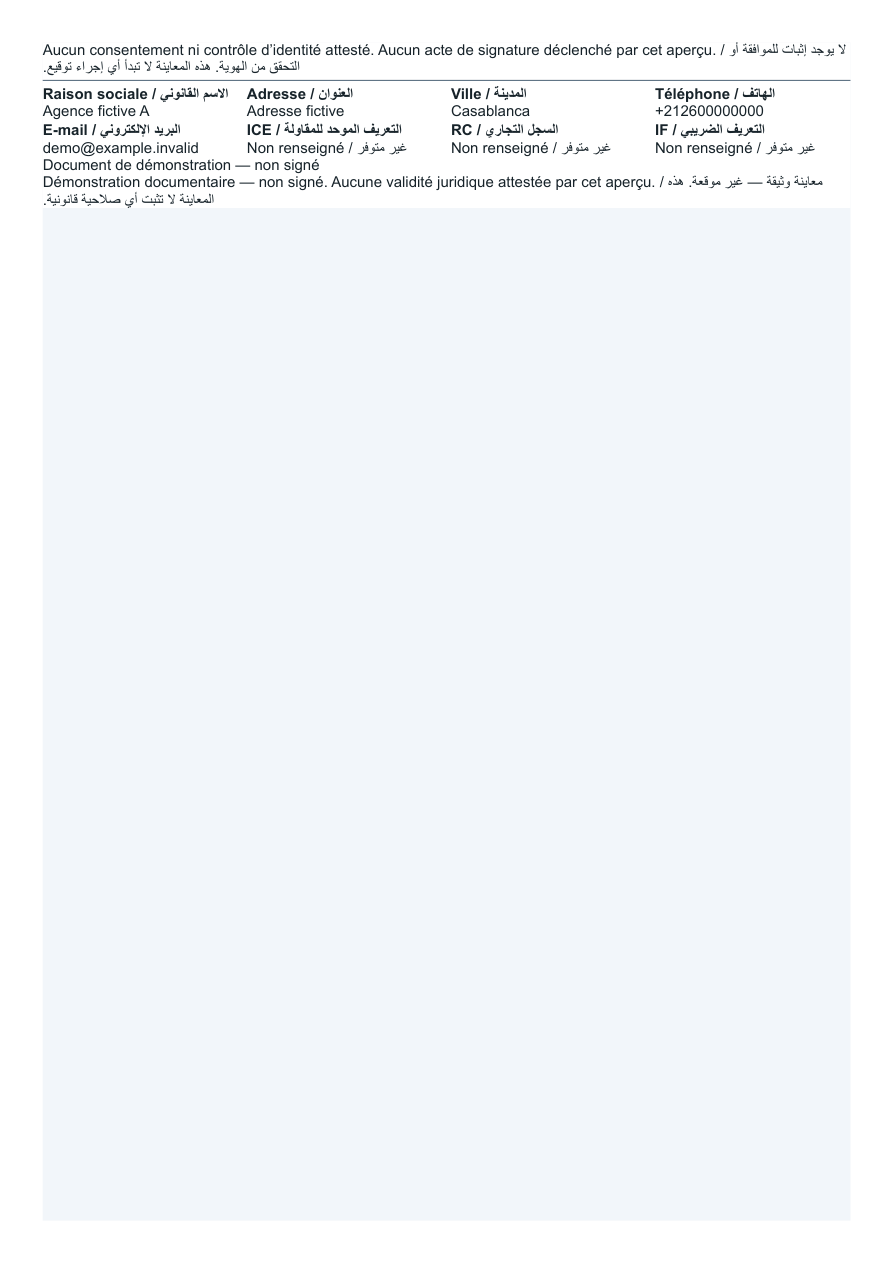 Aucun consentement ni contrôle d’identité attesté. Aucun acte de signature déclenché par cet aperçu. / لا يوجد إثبات للموافقة أو
التحقق من الهوية. هذه المعاينة لا تبدأ أي إجراء توقيع.
Raison sociale / الاسم القانوني Adresse / العنوان Ville / المدينة Téléphone / الهاتف
Agence fictive A Adresse fictive Casablanca +212600000000
E-mail / البريد الإلكتروني ICE / التعريف الموحد للمقاولة RC / السجل التجاري IF / التعريف الضريبي
demo@example.invalid Non renseigné / غير متوفر Non renseigné / غير متوفر Non renseigné / غير متوفر
Document de démonstration — non signé
Démonstration documentaire — non signé. Aucune validité juridique attestée par cet aperçu. / معاينة وثيقة — غير موقعة. هذه
المعاينة لا تثبت أي صلاحية قانونية.